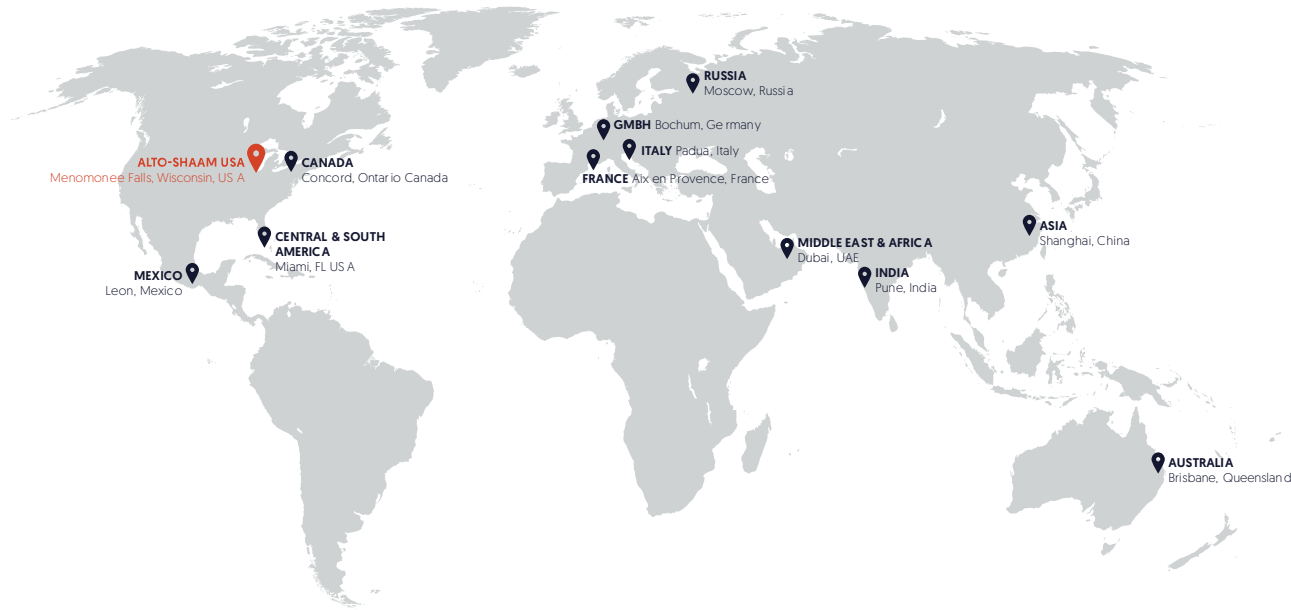 RUSSIA
Moscow, Russia
GMBH Bochum, Germany
ITALY Padua, Italy
ALTO-SHAAM USA
Menomonee Falls, Wisconsin, US A
CANADA
Concord, Ontario Canada
FRANCE Aix en Provence, France
ASIA
Shanghai, China
CENTRAL & SOUTH
AMERICA
Miami, FL US A
MIDDLE EAST & AFRICA
Dubai, UAE
MEXICO
Leon, Mexico
INDIA
Pune, India
AUSTRALIA
Brisbane, Queensland